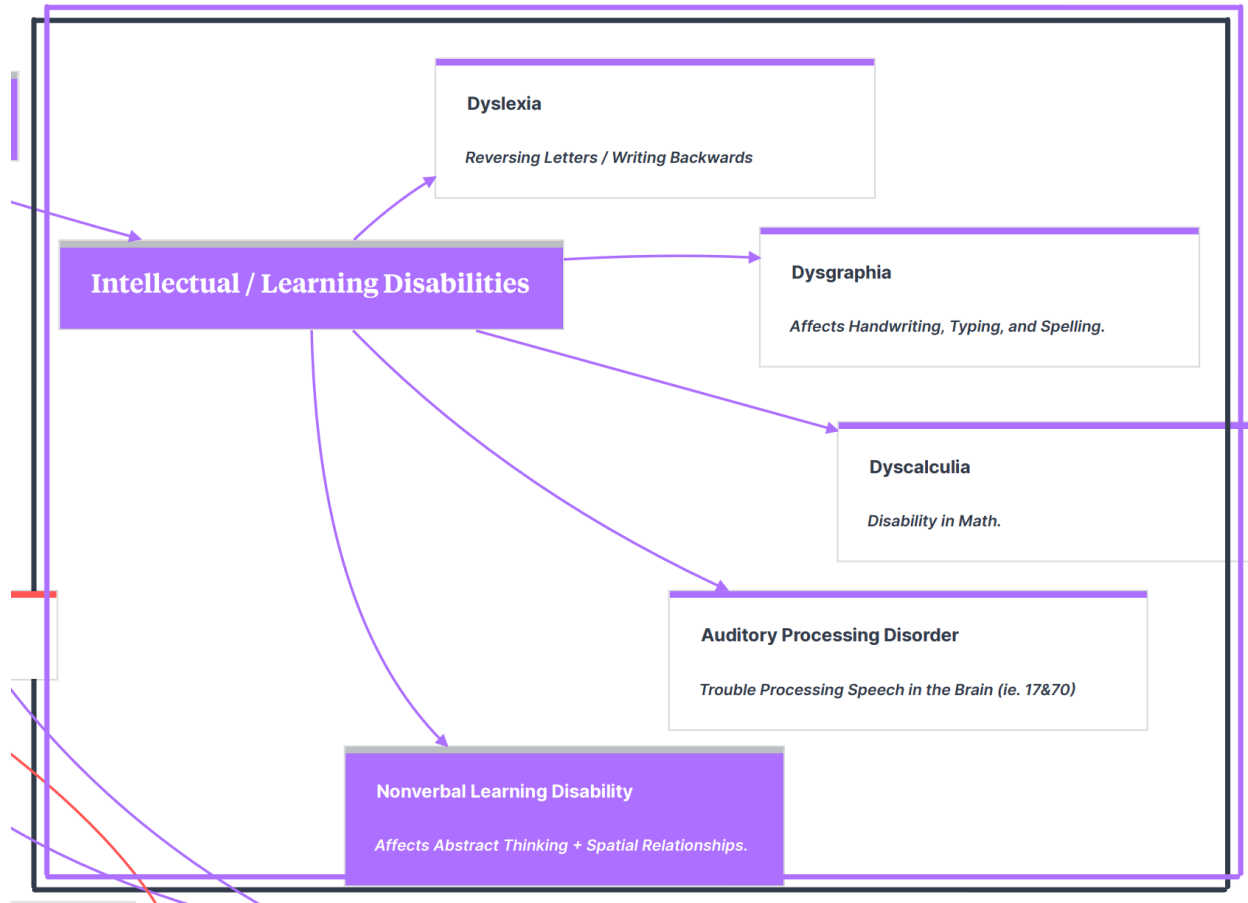 Dyslexia
Reversing Letters / Writing Backwards
Intellectual / Learning Disabilities
Dysgraphia
Affects Handwriting, Typing, and Spelling.
Dyscalculia
Disability in Math.
Auditory Processing Disorder
Trouble Processing Speech in the Brain (ie. 17&70)
Nonverbal Learning Disability
Affects Abstract Thinking + Spatial Relationships.